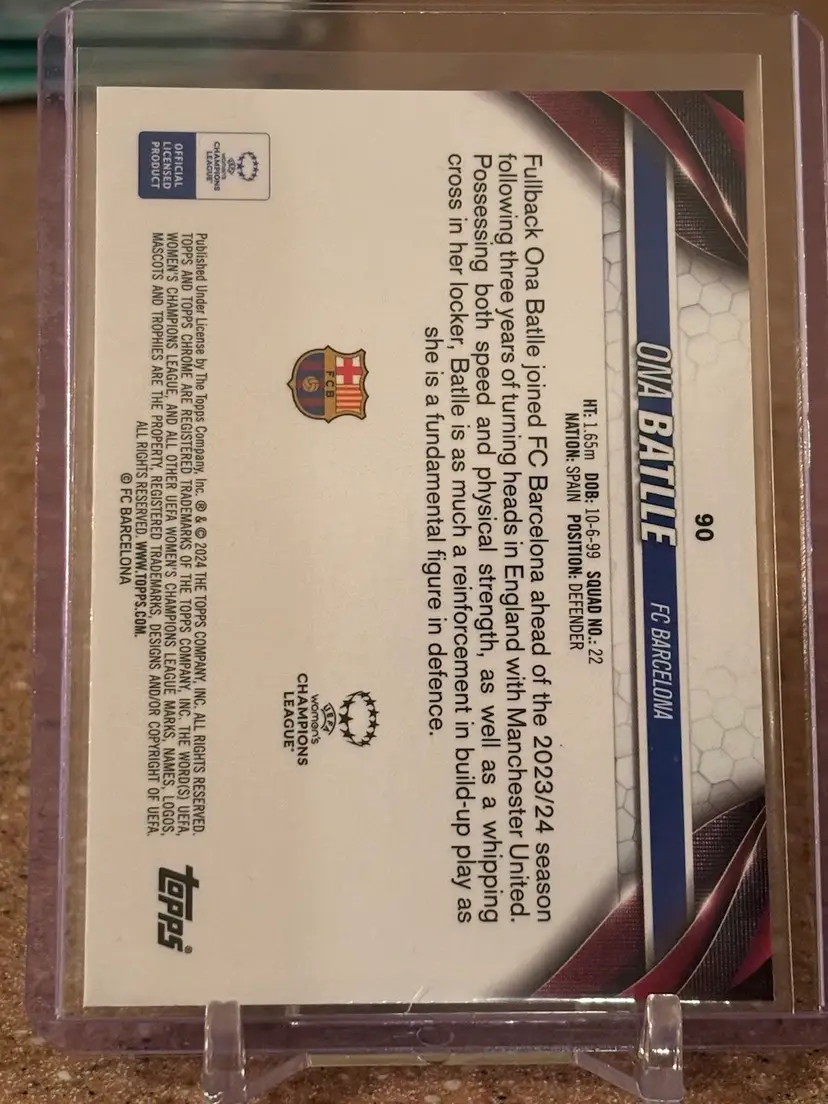 90
ONA BATLLE FC BARCELONA
HT: 1.65m DOB: 10-6-99 SQUAD NO.: 22
NATION: SPAIN POSITION: DEFENDER
Fullback Ona Batlle joined FC Barcelona ahead of the 2023/24 season
following three years of turning heads in England with Manchester United.
Possessing both speed and physical strength, as well as a whipping
cross in her locker, Batlle is as much a reinforcement in build-up play as
she is a fundamental figure in defence.
FCB
UEFA
women's
CHAMPIONS
LEAGUE
UEFA
women's
CHAMPIONS
LEAGUE
OFFICIAL
LICENSED
PRODUCT
Published Under License by The Topps Company, Inc. ® & © 2024 THE TOPPS COMPANY, INC. ALL RIGHTS RESERVED.
TOPPS AND TOPPS CHROME ARE REGISTERED TRADEMARKS OF THE TOPPS COMPANY, INC. THE WORD(S) UEFA,
WOMEN'S CHAMPIONS LEAGUE, AND ALL OTHER UEFA WOMEN'S CHAMPIONS LEAGUE MARKS, NAMES, LOGOS,
MASCOTS AND TROPHIES ARE THE PROPERTY, REGISTERED TRADEMARKS, DESIGNS AND/OR COPYRIGHT OF UEFA.
ALL RIGHTS RESERVED. WWW.TOPPS.COM.
© FC BARCELONA
topps®